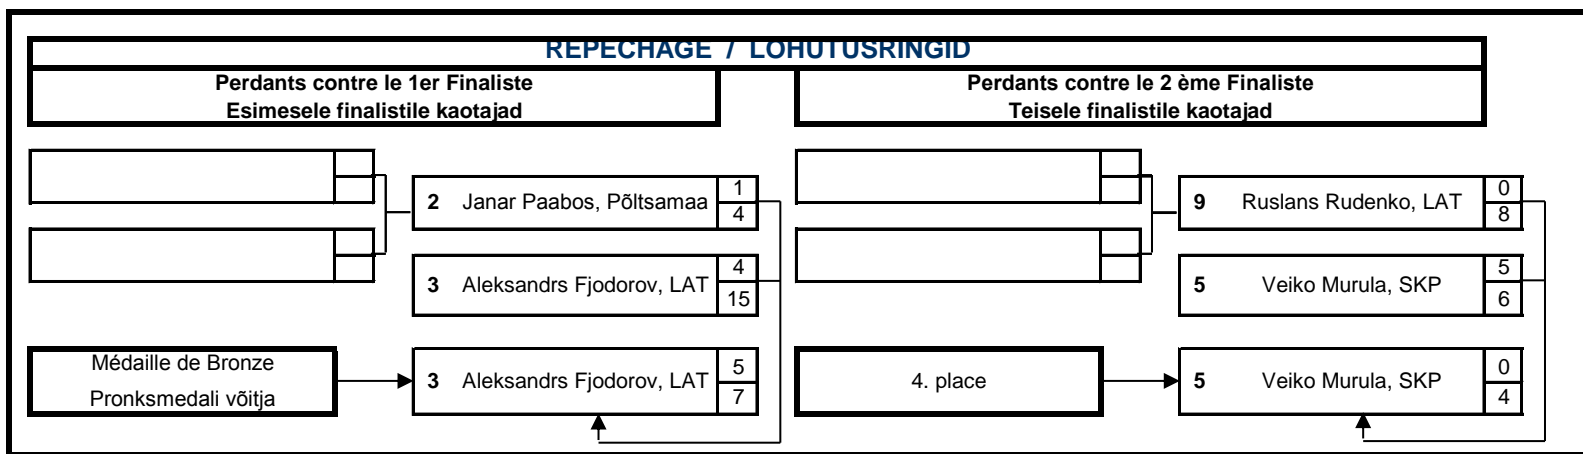 REPECHAGE / LOHUTUSRINGID
Perdants contre le 1er Finaliste
Esimesele finalistile kaotajad
Perdants contre le 2 ème Finaliste
Teisele finalistile kaotajad
2 Janar Paabos, Põltsamaa 1
4
9 Ruslans Rudenko, LAT 0
8
3 Aleksandrs Fjodorov, LAT 4
15
5 Veiko Murula, SKP 5
6
Médaille de Bronze
Pronksmedali võitja
3 Aleksandrs Fjodorov, LAT 5
7
4. place
5 Veiko Murula, SKP 0
4